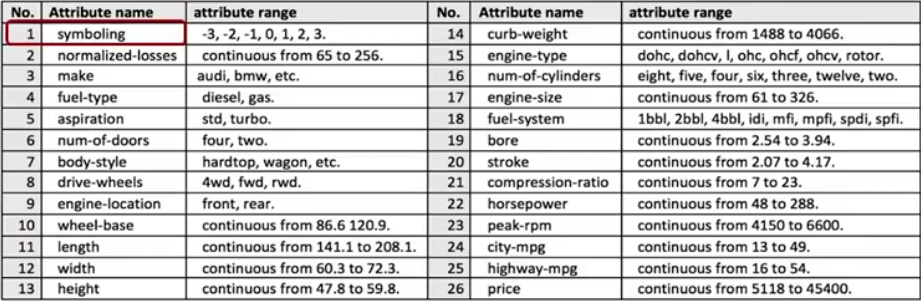 No. Attribute name attribute range No. Attribute name attribute range
1 symboling -3, -2, -1, 0, 1, 2, 3. 14 curb-weight continuous from 1488 to 4066.
2 normalized-losses continuous from 65 to 256. 15 engine-type dohc, dohcv, l, ohc, ohcf, ohcv, rotor.
3 make audi, bmw, etc. 16 num-of-cylinders eight, five, four, six, three, twelve, two.
4 fuel-type diesel, gas. 17 engine-size continuous from 61 to 326.
5 aspiration std, turbo. 18 fuel-system 1bbl, 2bbl, 4bbl, idi, mfi, mpfi, spdi, spfi.
6 num-of-doors four, two. 19 bore continuous from 2.54 to 3.94.
7 body-style hardtop, wagon, etc. 20 stroke continuous from 2.07 to 4.17.
8 drive-wheels 4wd, fwd, rwd. 21 compression-ratio continuous from 7 to 23.
9 engine-location front, rear. 22 horsepower continuous from 48 to 288.
10 wheel-base continuous from 86.6 120.9. 23 peak-rpm continuous from 4150 to 6600.
11 length continuous from 141.1 to 208.1. 24 city-mpg continuous from 13 to 49.
12 width continuous from 60.3 to 72.3. 25 highway-mpg continuous from 16 to 54.
13 height continuous from 47.8 to 59.8. 26 price continuous from 5118 to 45400.